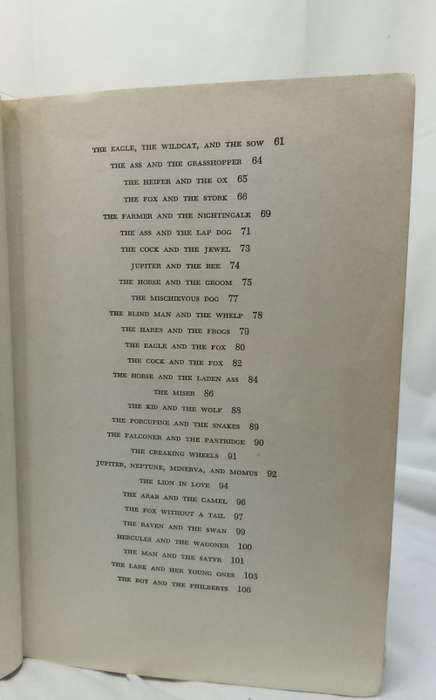 THE EAGLE, THE WILDCAT, AND THE SOW 61
THE ASS AND THE GRASSHOPPER 64
THE HEIFER AND THE OX 65
THE FOX AND THE STORK 66
THE FARMER AND THE NIGHTINGALE 69
THE ASS AND THE LAP DOG 71
THE COCK AND THE JEWEL 73
JUPITER AND THE BEE 74
THE HORSE AND THE GROOM 75
THE MISCHIEVOUS DOG 77
THE BLIND MAN AND THE WHELP 78
THE HARES AND THE FROGS 79
THE EAGLE AND THE FOX 80
THE COCK AND THE FOX 82
THE HORSE AND THE LADEN ASS 84
THE MISER 86
THE KID AND THE WOLF 88
THE PORCUPINE AND THE SNAKES 89
THE FALCONER AND THE PARTRIDGE 90
THE CREAKING WHEELS 91
JUPITER, NEPTUNE, MINERVA, AND MOMUS 92
THE LION IN LOVE 94
THE ARAB AND THE CAMEL 96
THE FOX WITHOUT A TAIL 97
THE RAVEN AND THE SWAN 99
HERCULES AND THE WAGONER 100
THE MAN AND THE SATYR 101
THE LARK AND HER YOUNG ONES 103
THE BOY AND THE FILBERTS 106